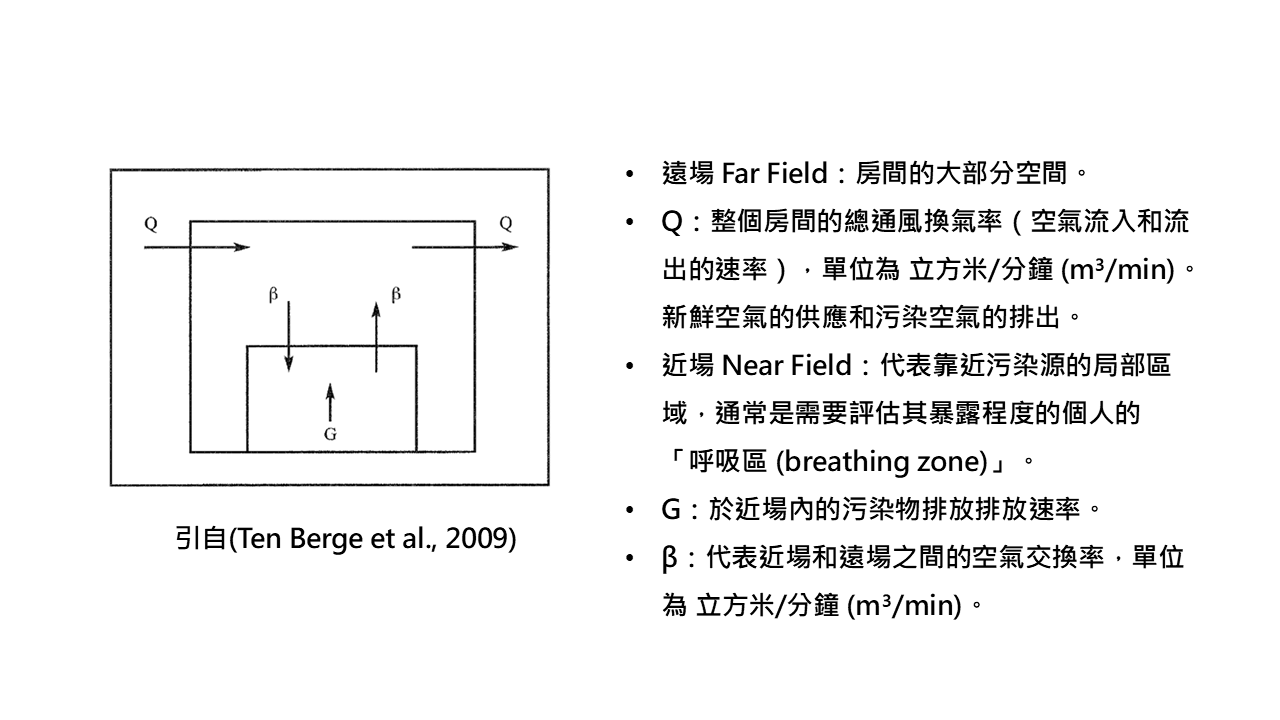 Q
Q
β
β
G
引自(Ten Berge et al., 2009)
• 遠場 Far Field：房間的大部分空間。
• Q：整個房間的總通風換氣率（空氣流入和流
出的速率），單位為 立方米/分鐘 (m³/min)。
新鮮空氣的供應和污染空氣的排出。
• 近場 Near Field：代表靠近污染源的局部區
域，通常是需要評估其暴露程度的個人的
「呼吸區 (breathing zone)」。
• G：於近場內的污染物排放排放速率。
• β：代表近場和遠場之間的空氣交換率，單位
為 立方米/分鐘 (m³/min)。